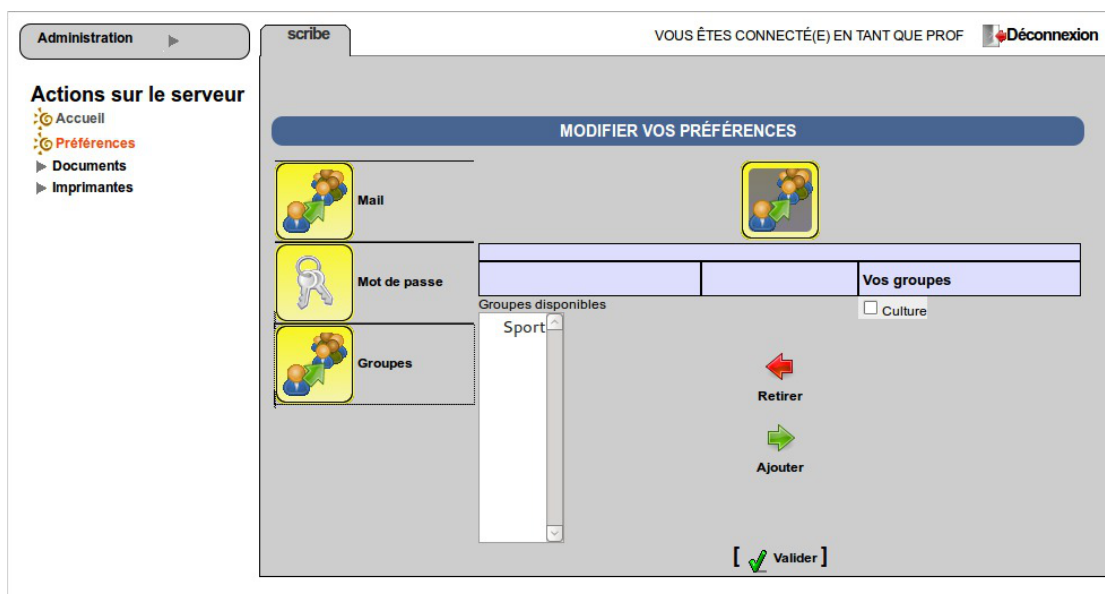 Administration
scribe
VOUS ÊTES CONNECTÉ(E) EN TANT QUE PROF
Déconnexion
Actions sur le serveur
Accueil
Préférences
Documents
Imprimantes
MODIFIER VOS PRÉFÉRENCES
Mail
Mot de passe
Groupes
Vos groupes
Groupes disponibles
Culture
Sport
Retirer
Ajouter
[ Valider ]